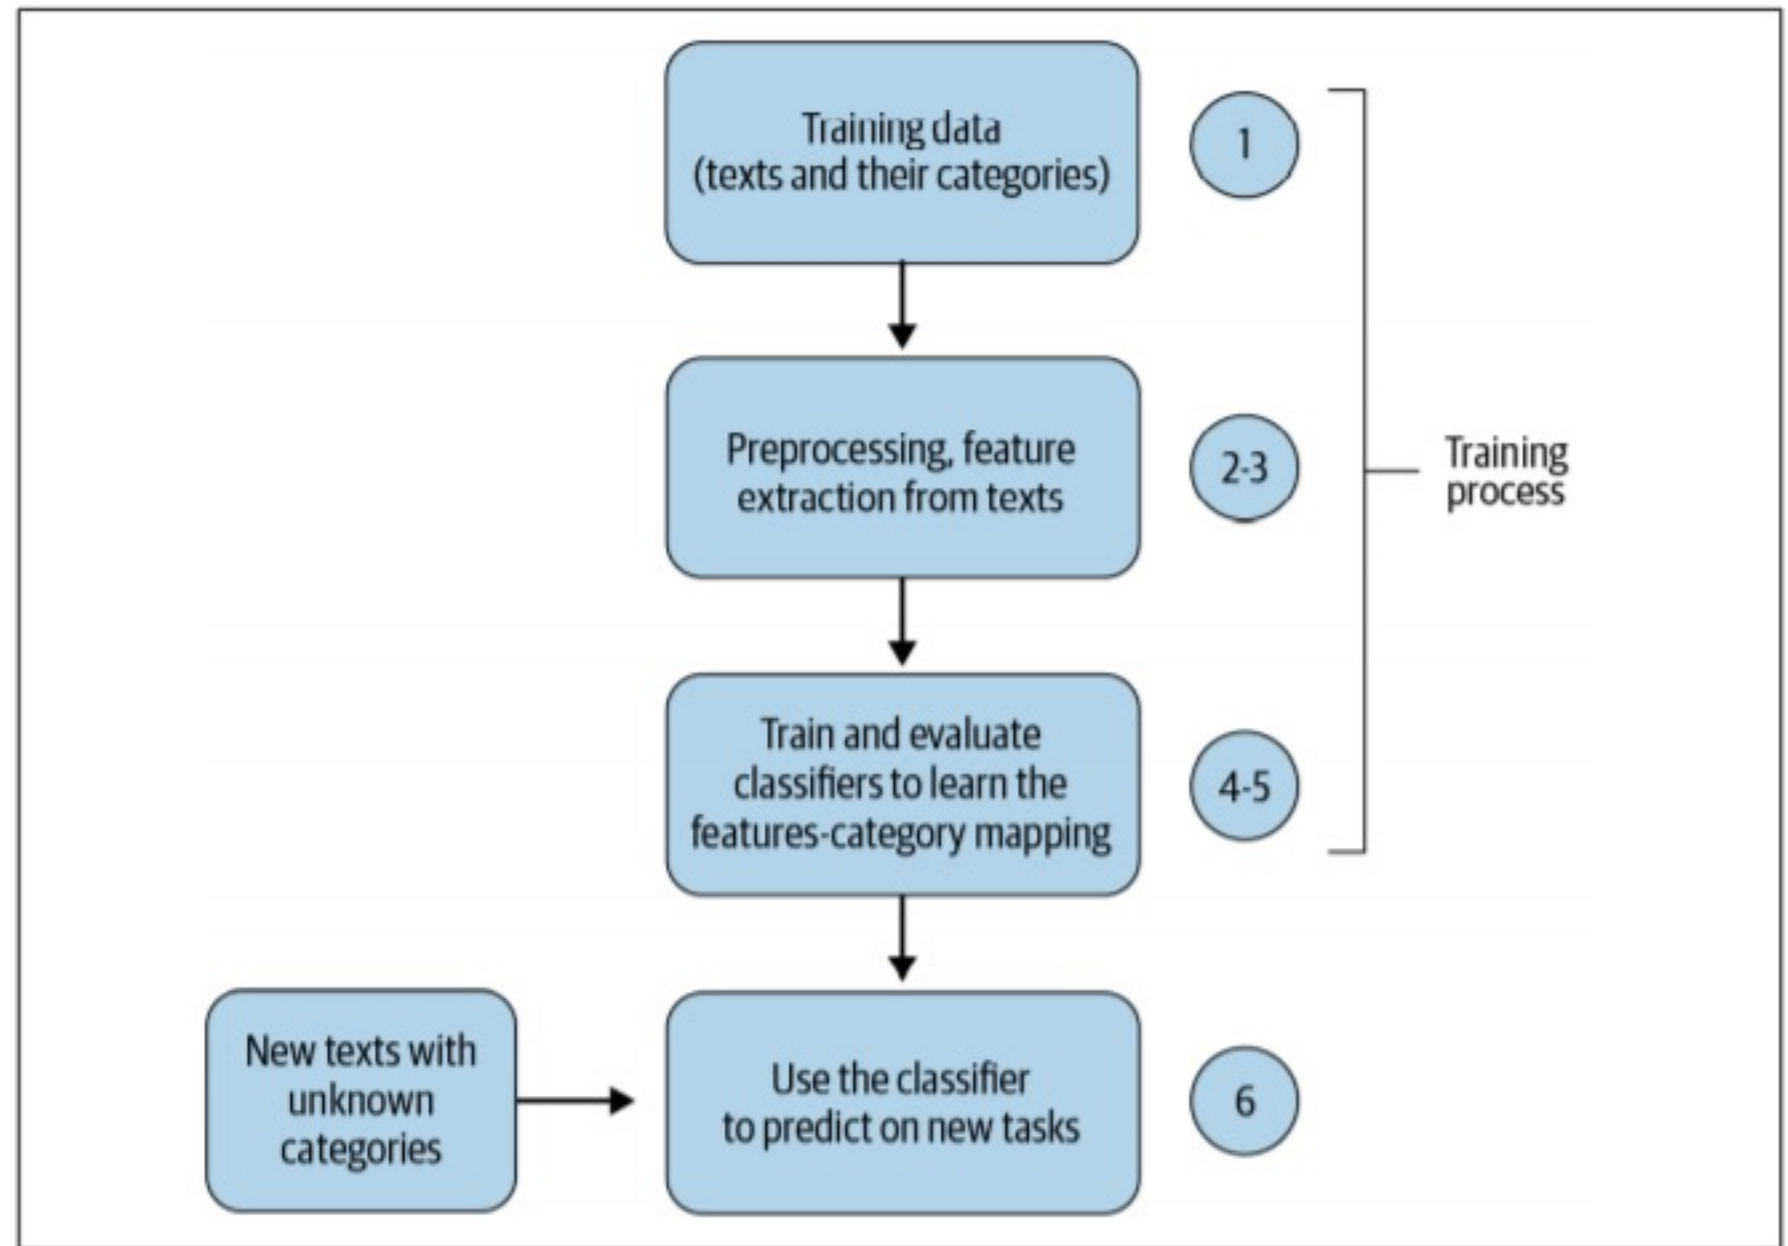 Training data
(texts and their categories)
1
Preprocessing, feature
extraction from texts
2-3
Training
process
Train and evaluate
classifiers to learn the
features-category mapping
4-5
New texts with
unknown
categories
Use the classifier
to predict on new tasks
6